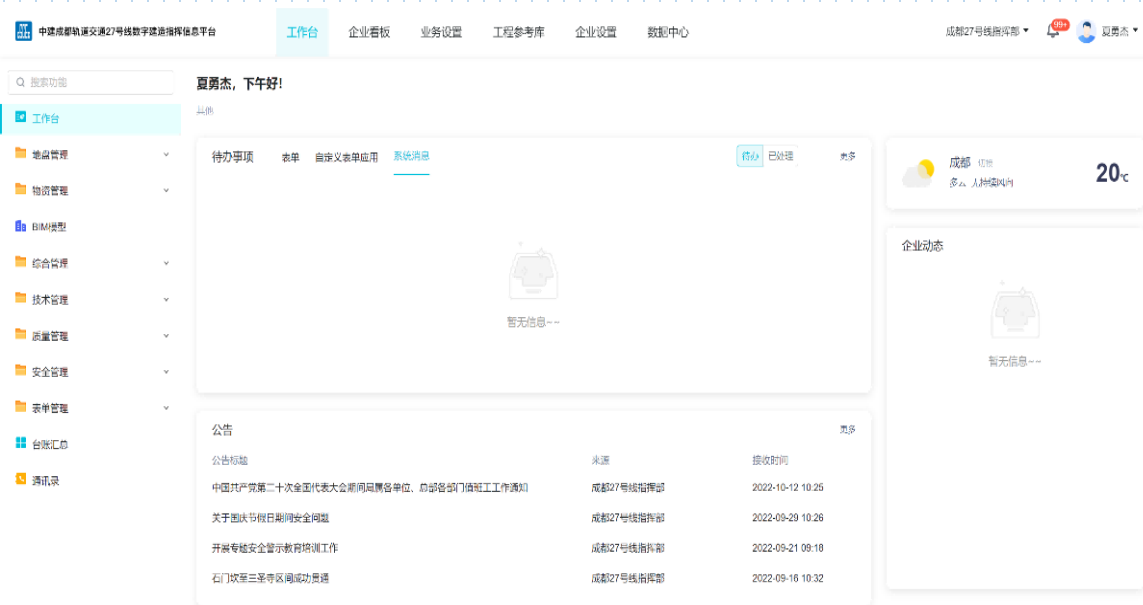 中建成都轨道交通27号线数字建造指挥信息平台
工作台 企业看板 业务设置 工程参考库 企业设置 数据中心
成都27号线指挥部 99+ 夏勇杰
搜索功能
工作台
地盘管理
物资管理
BIM模型
综合管理
技术管理
质量管理
安全管理
表单管理
台账汇总
通讯录
夏勇杰，下午好！
其他
待办事项 表单 自定义表单应用 系统消息 待办 已处理 更多
暂无信息~~
成都 切换
多云 无持续风向
20℃
企业动态
暂无信息~~
公告 更多
公告标题 来源 接收时间
中国共产党第二十次全国代表大会期间局属各单位、总部各部门值班工工作通知 成都27号线指挥部 2022-10-12 10:25
关于国庆节假日期间安全问题 成都27号线指挥部 2022-09-29 10:26
开展专题安全警示教育培训工作 成都27号线指挥部 2022-09-21 09:18
石门坎至三圣寺区间成功贯通 成都27号线指挥部 2022-09-16 10:32